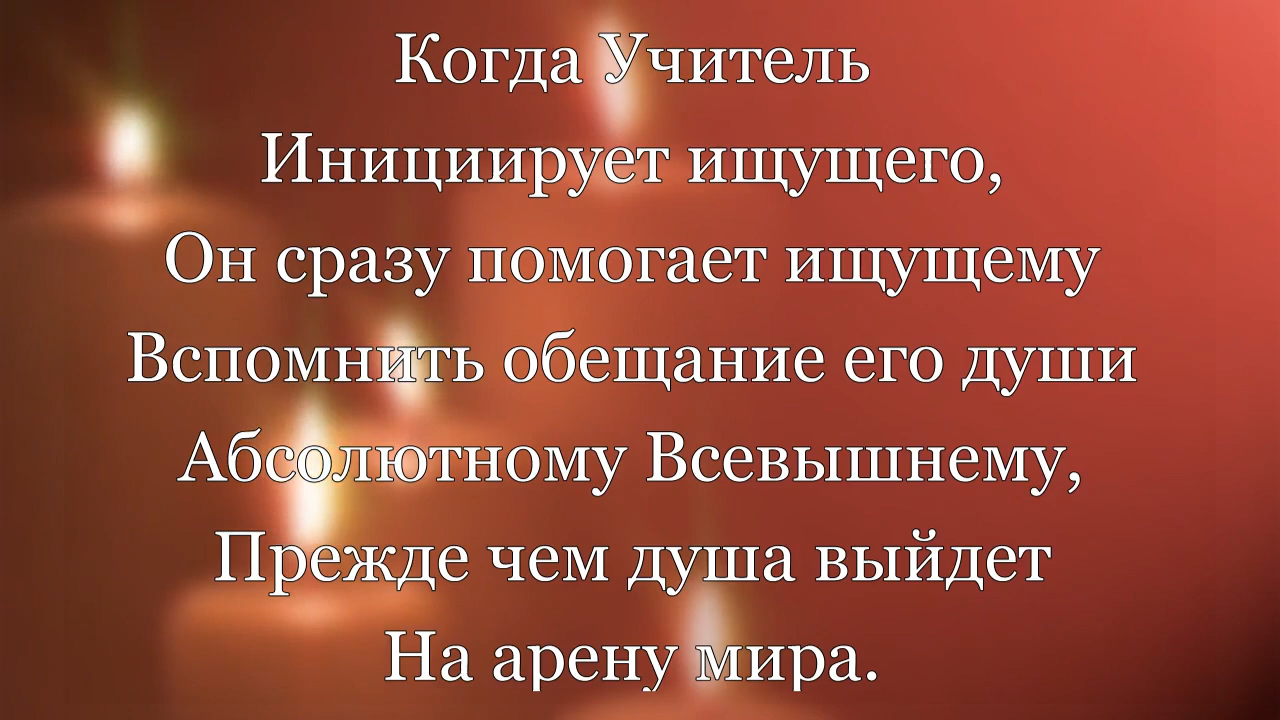 Когда Учитель
Инициирует ищущего,
Он сразу помогает ищущему
Вспомнить обещание его души
Абсолютному Всевышнему,
Прежде чем душа выйдет
На арену мира.